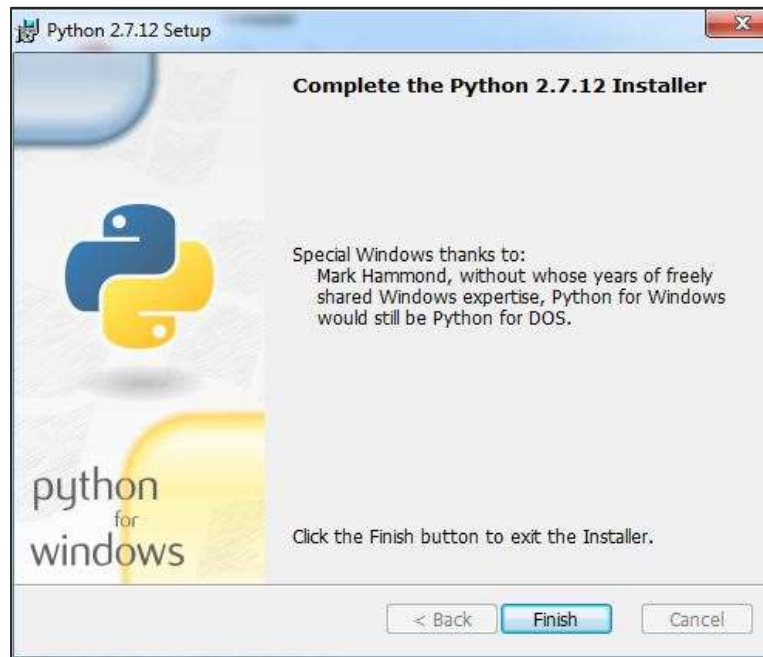 Python 2.7.12 Setup
Complete the Python 2.7.12 Installer
Special Windows thanks to:
Mark Hammond, without whose years of freely
shared Windows expertise, Python for Windows
would still be Python for DOS.
python
for
windows
Click the Finish button to exit the Installer.
< Back
Finish
Cancel